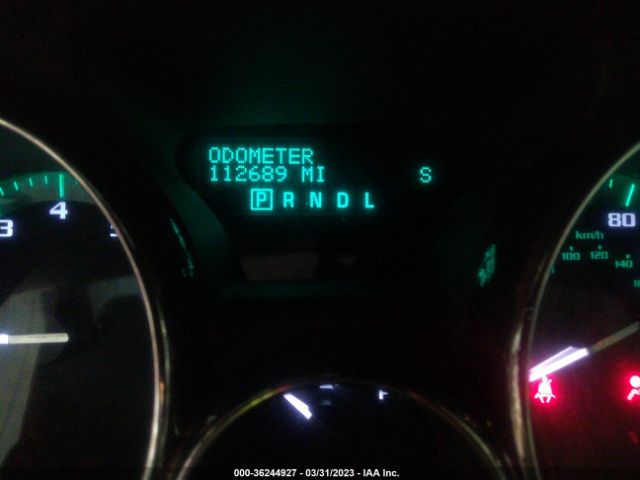 ODOMETER
112689 MI S
P R N D L
3 4
80
km/h
100 120
140
F
000-36244927 - 03/31/2023 - IAA Inc.